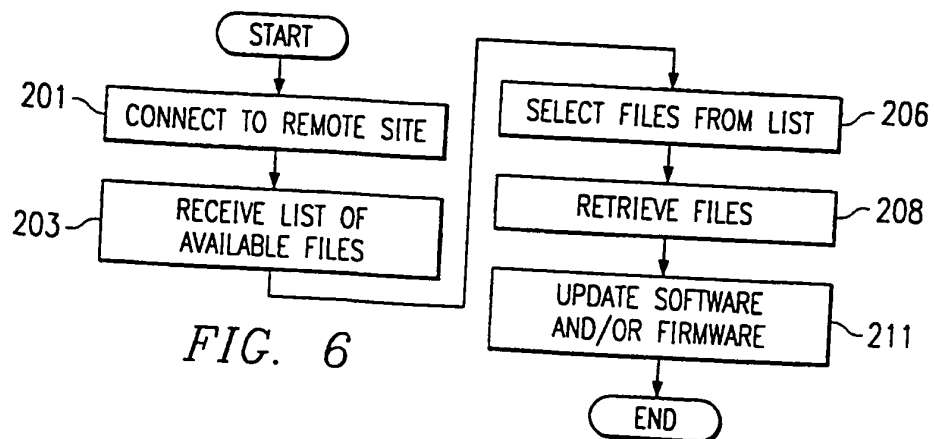 START
201
CONNECT TO REMOTE SITE
203
RECEIVE LIST OF
AVAILABLE FILES
SELECT FILES FROM LIST
206
RETRIEVE FILES
208
UPDATE SOFTWARE
AND/OR FIRMWARE
211
END
FIG. 6